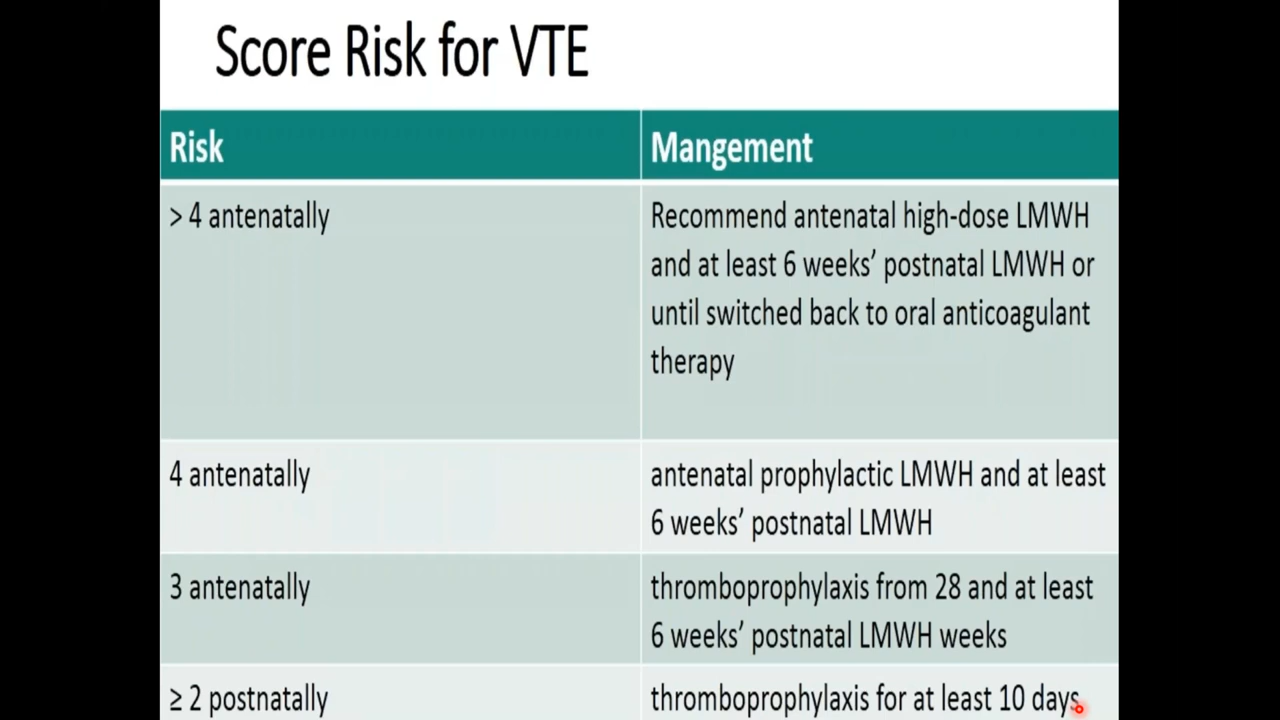 Score Risk for VTE
Risk
Mangement
> 4 antenatally
Recommend antenatal high-dose LMWH
and at least 6 weeks’ postnatal LMWH or
until switched back to oral anticoagulant
therapy
4 antenatally
antenatal prophylactic LMWH and at least
6 weeks’ postnatal LMWH
3 antenatally
thromboprophylaxis from 28 and at least
6 weeks’ postnatal LMWH weeks
≥ 2 postnatally
thromboprophylaxis for at least 10 days